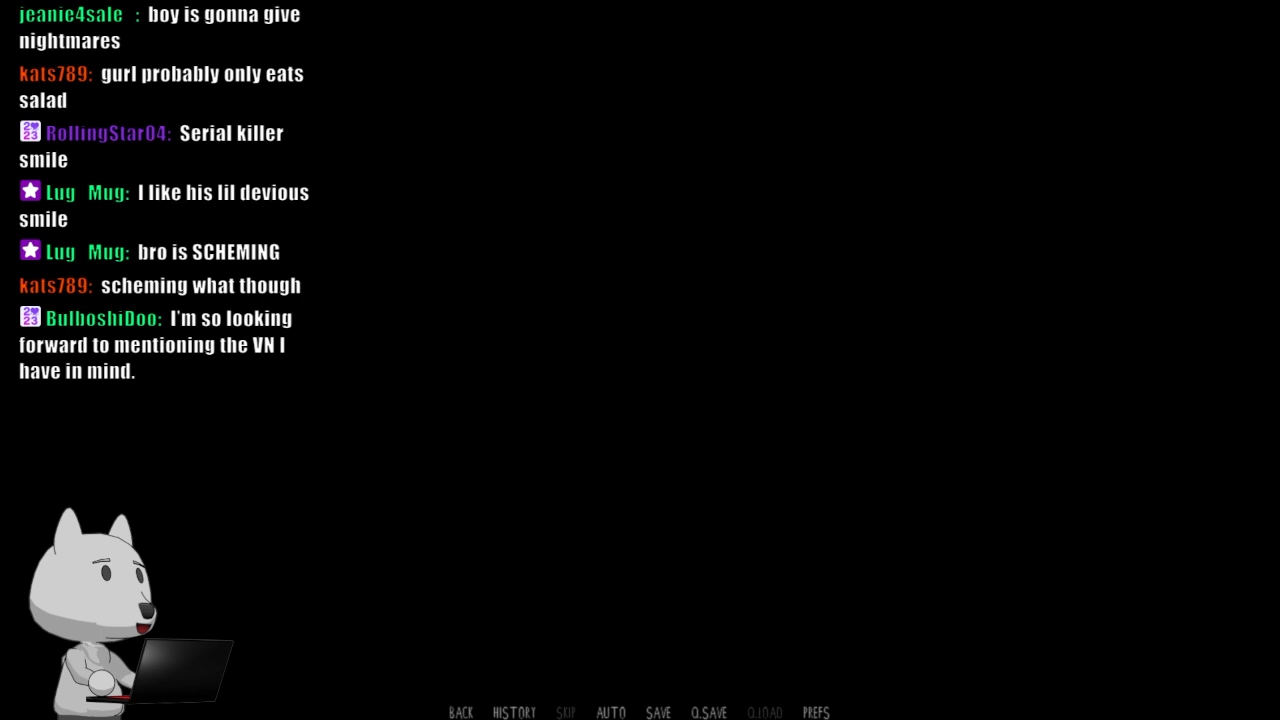 jeanie4sale : boy is gonna give
nightmares
kats789: gurl probably only eats
salad
2023 RollingStar04: Serial killer
smile
Lug Mug: I like his lil devious
smile
Lug Mug: bro is SCHEMING
kats789: scheming what though
2023 BulboshiDoo: I'm so looking
forward to mentioning the VN I
have in mind.
BACK HISTORY SKIP AUTO SAVE Q.SAVE Q.LOAD PREFS